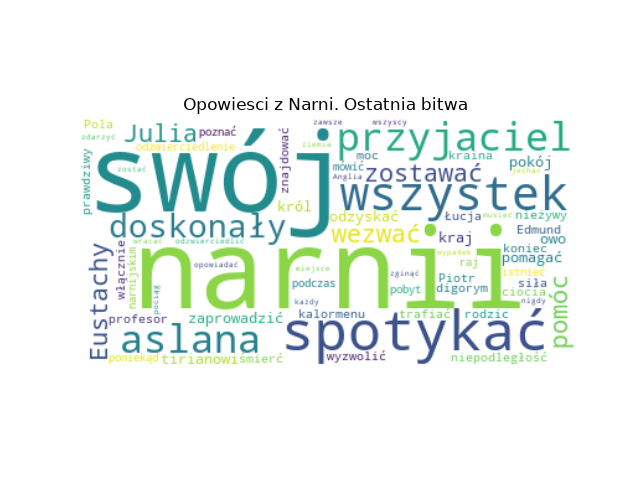 Opowiesci z Narni. Ostatnia bitwa
Pola
zdarzyć
Julia
poznać
odzwierciedlenie
zawsze
wszyscy
przyjaciel
ziemia
moc
kraina
mówić
Anglia
zostawać
pokój
jechać
prawdziwy
zostać
swój
znajdować
wszystek
król
odzyskać
Łucja
musieć
nieżywy
doskonały
wezwać
kraj
Edmund
owo
koniec
pomagać
wracać
odzwierciedlić
włącznie
narnijskim
narnii
wypadek
raj
istnieć
opowiadać
miejsce
zginąć
Piotr
siła
Eustachy
pociąg
podczas
pobyt
digorym
ciocia
każdy
nigdy
pomóc
profesor
zaprowadzić
kalormenu
trafiać
rodzic
aslana
spotykać
poniekąd
tirianowi
śmierć
wyzwolić
niepodległość